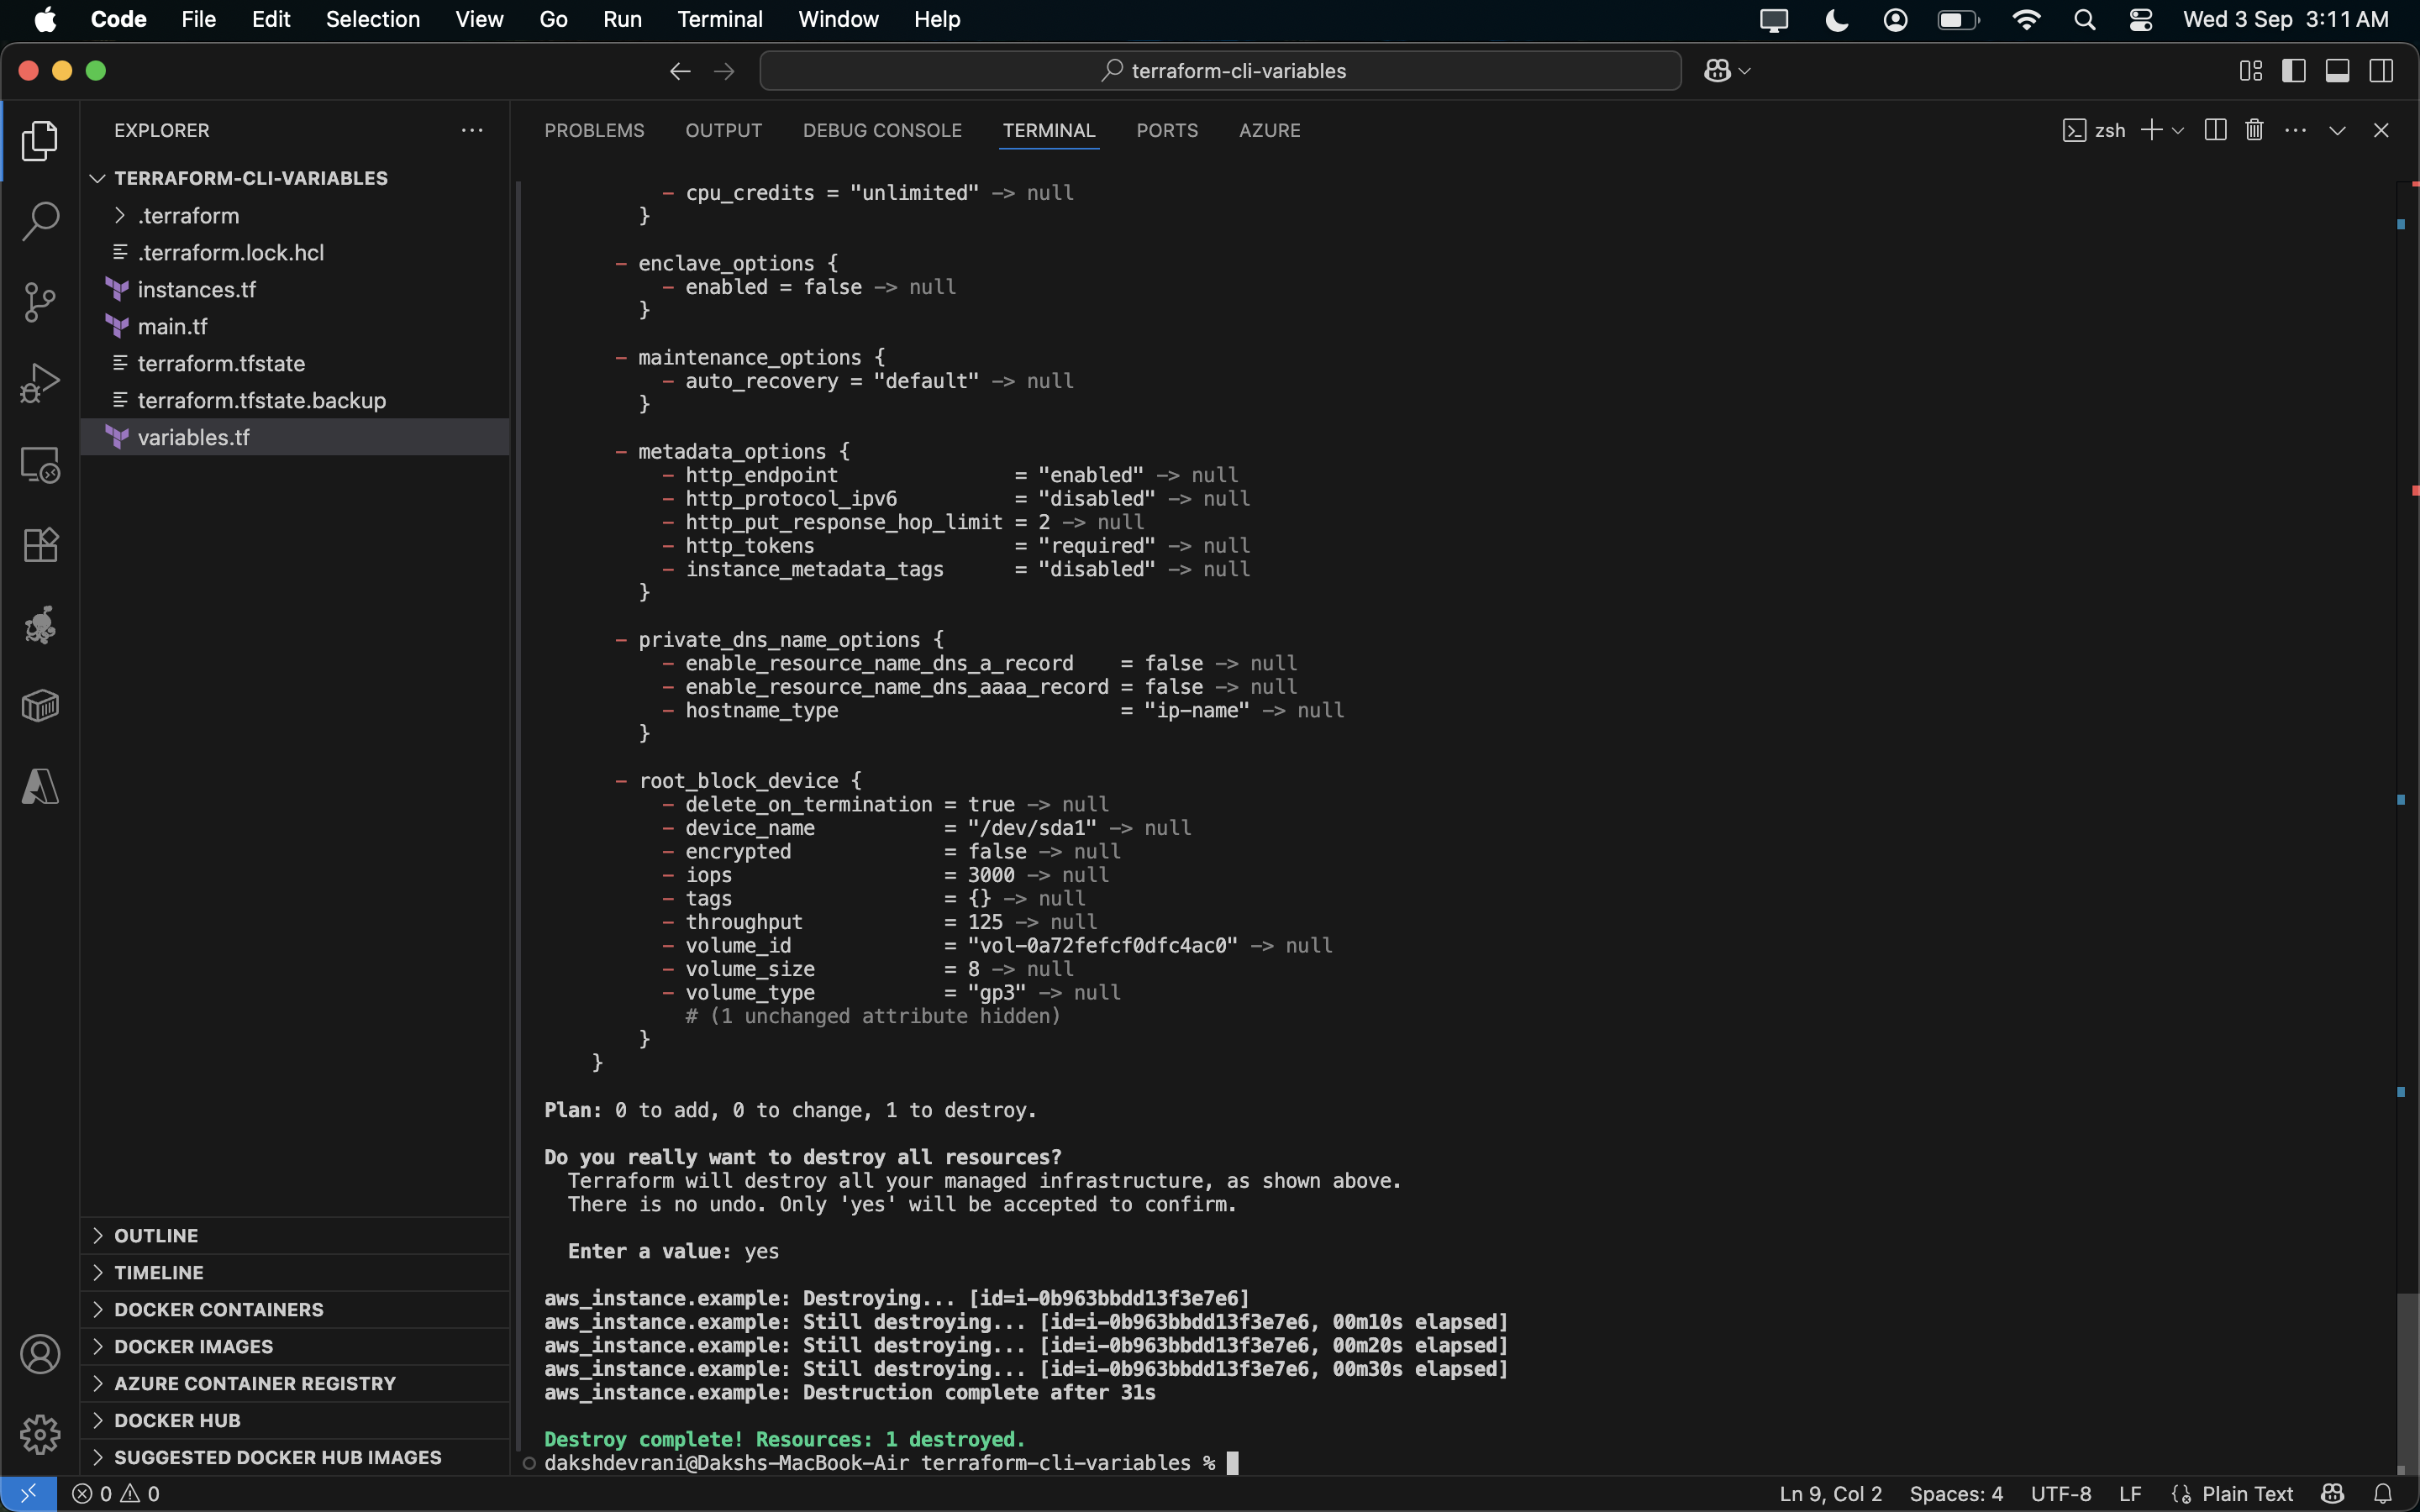 Code File Edit Selection View Go Run Terminal Window Help Wed 3 Sep 3:11 AM
terraform-cli-variables
EXPLORER
TERRAFORM-CLI-VARIABLES
.terraform
.terraform.lock.hcl
instances.tf
main.tf
terraform.tfstate
terraform.tfstate.backup
variables.tf
OUTLINE
TIMELINE
DOCKER CONTAINERS
DOCKER IMAGES
AZURE CONTAINER REGISTRY
DOCKER HUB
SUGGESTED DOCKER HUB IMAGES
PROBLEMS OUTPUT DEBUG CONSOLE TERMINAL PORTS AZURE zsh
- cpu_credits = "unlimited" -> null
}
- enclave_options {
- enabled = false -> null
}
- maintenance_options {
- auto_recovery = "default" -> null
}
- metadata_options {
- http_endpoint = "enabled" -> null
- http_protocol_ipv6 = "disabled" -> null
- http_put_response_hop_limit = 2 -> null
- http_tokens = "required" -> null
- instance_metadata_tags = "disabled" -> null
}
- private_dns_name_options {
- enable_resource_name_dns_a_record = false -> null
- enable_resource_name_dns_aaaa_record = false -> null
- hostname_type = "ip-name" -> null
}
- root_block_device {
- delete_on_termination = true -> null
- device_name = "/dev/sda1" -> null
- encrypted = false -> null
- iops = 3000 -> null
- tags = {} -> null
- throughput = 125 -> null
- volume_id = "vol-0a72fefcf0dfc4ac0" -> null
- volume_size = 8 -> null
- volume_type = "gp3" -> null
# (1 unchanged attribute hidden)
}
}
Plan: 0 to add, 0 to change, 1 to destroy.
Do you really want to destroy all resources?
Terraform will destroy all your managed infrastructure, as shown above.
There is no undo. Only 'yes' will be accepted to confirm.
Enter a value: yes
aws_instance.example: Destroying... [id=i-0b963bbdd13f3e7e6]
aws_instance.example: Still destroying... [id=i-0b963bbdd13f3e7e6, 00m10s elapsed]
aws_instance.example: Still destroying... [id=i-0b963bbdd13f3e7e6, 00m20s elapsed]
aws_instance.example: Still destroying... [id=i-0b963bbdd13f3e7e6, 00m30s elapsed]
aws_instance.example: Destruction complete after 31s
Destroy complete! Resources: 1 destroyed.
dakshdevrani@Dakshs-MacBook-Air terraform-cli-variables %
0 0 Ln 9, Col 2 Spaces: 4 UTF-8 LF Plain Text